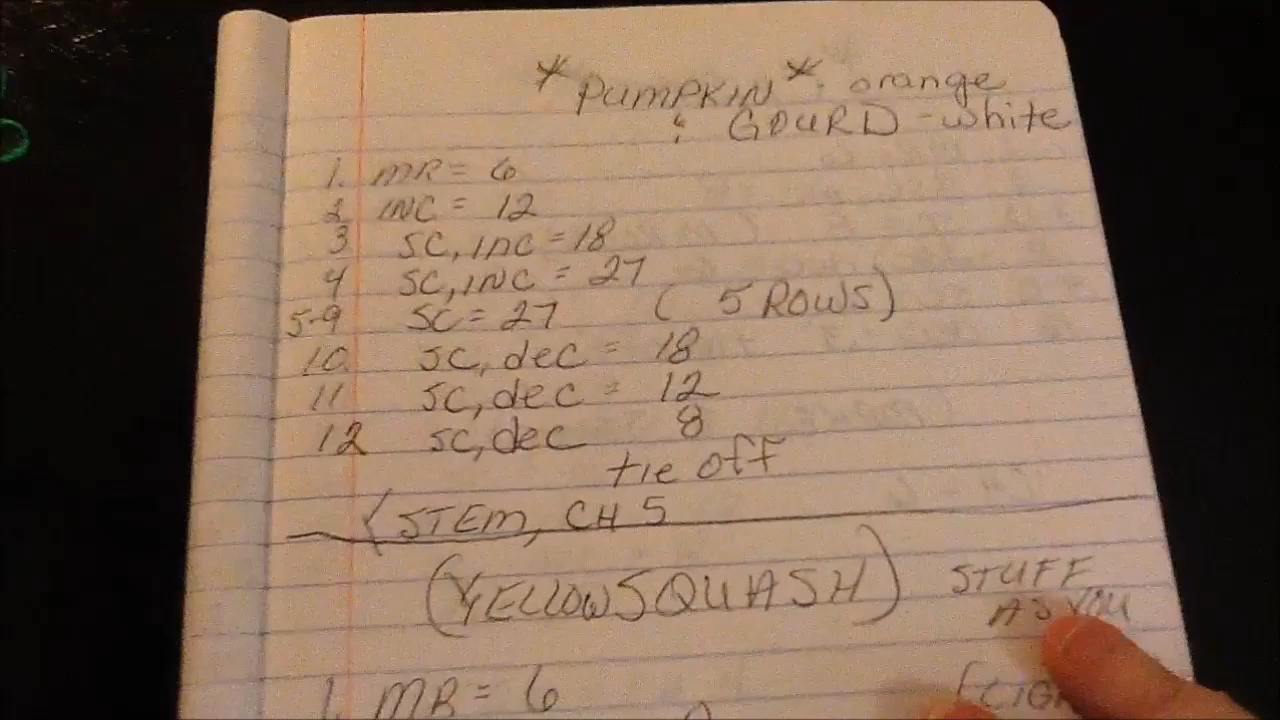 *PUMPKIN*: orange
: GOURD - white
1. MR = 6
2 INC = 12
3 SC, inc = 18
4 SC, INC = 27
5-9 SC = 27 (5 ROWS)
10. SC, dec = 18
11 SC, dec = 12
12 SC, dec 8
tie off
STEM, CH 5
(YELLOW SQUASH) STUFF
AS YOU
1. MR = 6